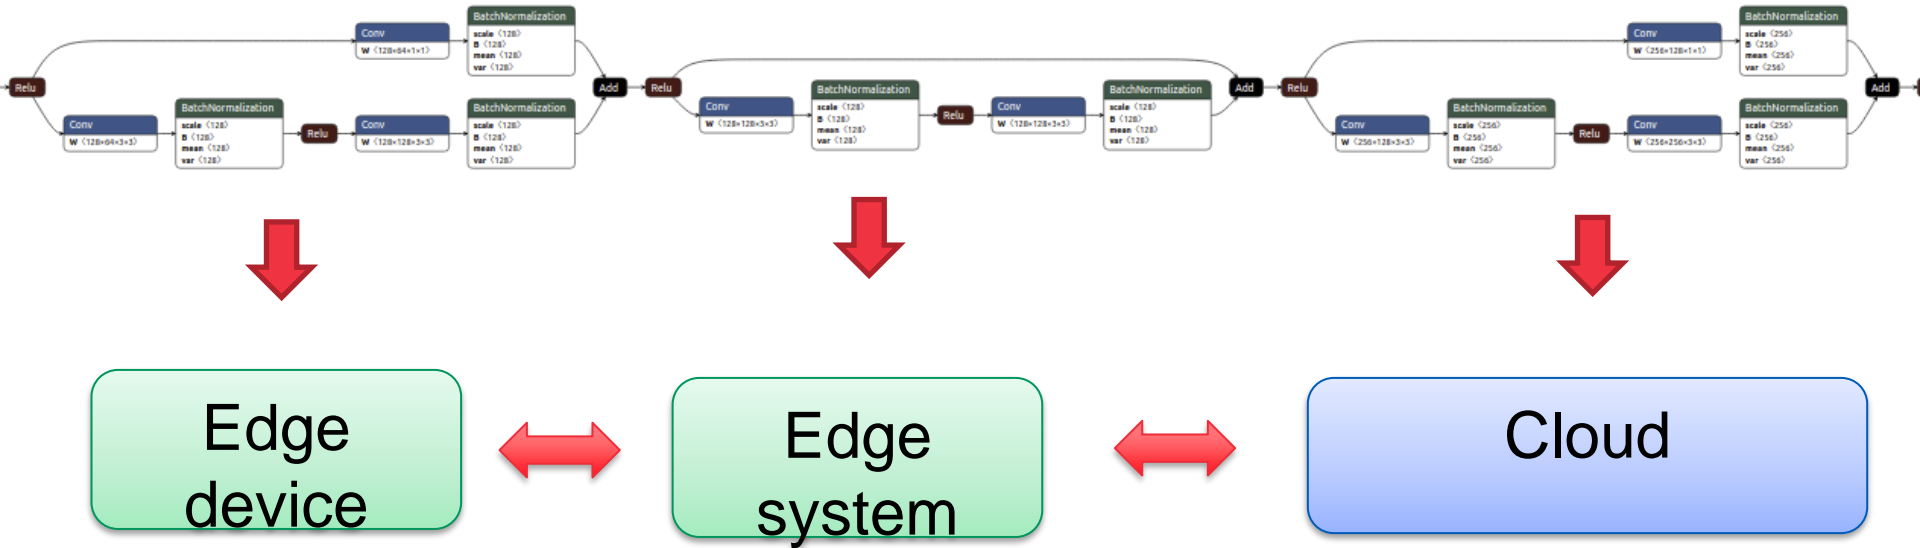 Relu
Conv
W ⟨128×64×1×1⟩
BatchNormalization
scale ⟨128⟩
B ⟨128⟩
mean ⟨128⟩
var ⟨128⟩
Conv
W ⟨128×64×3×3⟩
BatchNormalization
scale ⟨128⟩
B ⟨128⟩
mean ⟨128⟩
var ⟨128⟩
Relu
Conv
W ⟨128×128×3×3⟩
BatchNormalization
scale ⟨128⟩
B ⟨128⟩
mean ⟨128⟩
var ⟨128⟩
Add
Relu
Conv
W ⟨128×128×3×3⟩
BatchNormalization
scale ⟨128⟩
B ⟨128⟩
mean ⟨128⟩
var ⟨128⟩
Relu
Conv
W ⟨128×128×3×3⟩
BatchNormalization
scale ⟨128⟩
B ⟨128⟩
mean ⟨128⟩
var ⟨128⟩
Add
Relu
Conv
W ⟨256×128×1×1⟩
BatchNormalization
scale ⟨256⟩
B ⟨256⟩
mean ⟨256⟩
var ⟨256⟩
Conv
W ⟨256×128×3×3⟩
BatchNormalization
scale ⟨256⟩
B ⟨256⟩
mean ⟨256⟩
var ⟨256⟩
Relu
Conv
W ⟨256×256×3×3⟩
BatchNormalization
scale ⟨256⟩
B ⟨256⟩
mean ⟨256⟩
var ⟨256⟩
Add
Edge
device
Edge
system
Cloud